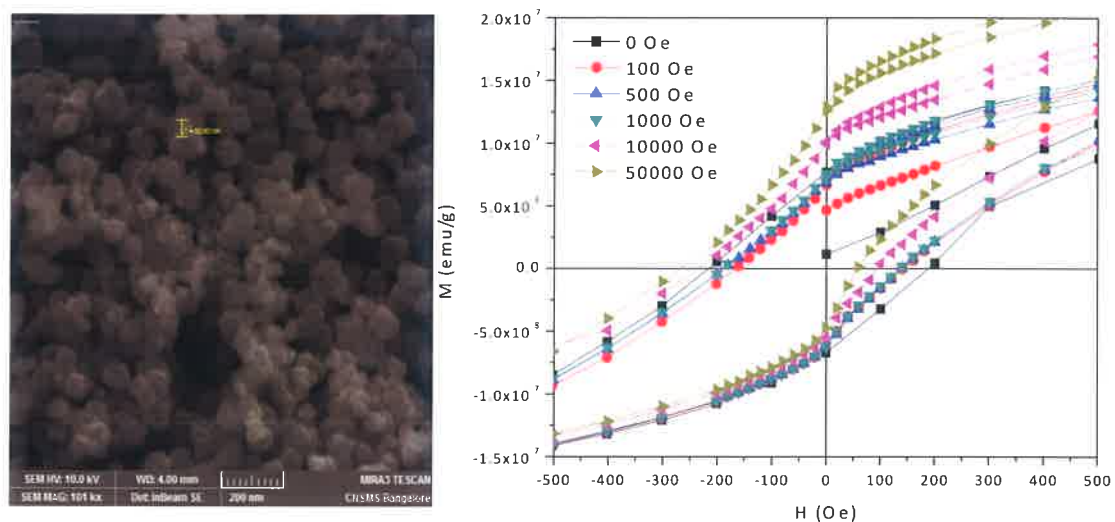 SEM HV: 10.0 kV WD: 4.00 mm MIRA3 TESCAN
SEM MAG: 101 kx Det: InBeam SE 200 nm CNSMS Bangalore
2.0x10⁷
1.5x10⁷
1.0x10⁷
5.0x10⁶
0.0
-5.0x10⁸
-1.0x10⁷
-1.5x10⁷
M (emu/g)
0 Oe
100 Oe
500 Oe
1000 Oe
10000 Oe
50000 Oe
-500 -400 -300 -200 -100 0 100 200 300 400 500
H (Oe)